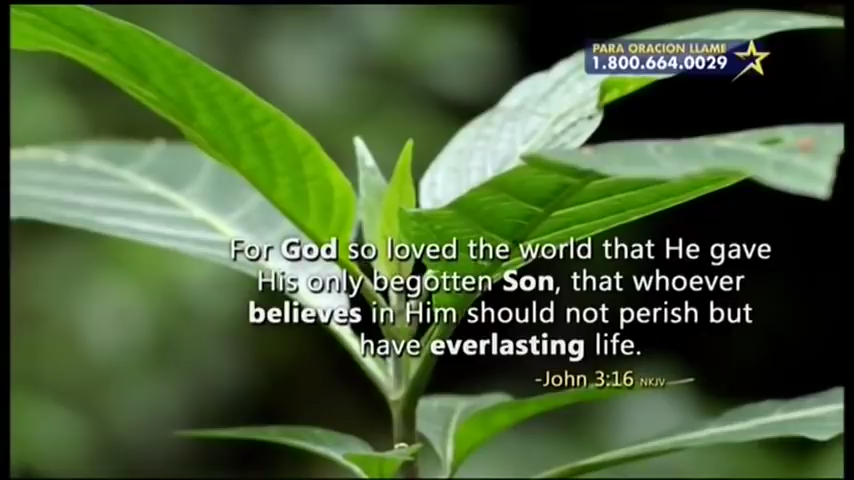 PARA ORACION LLAME
1.800.664.0029
For God so loved the world that He gave
His only begotten Son, that whoever
believes in Him should not perish but
have everlasting life.
-John 3:16 NKJV